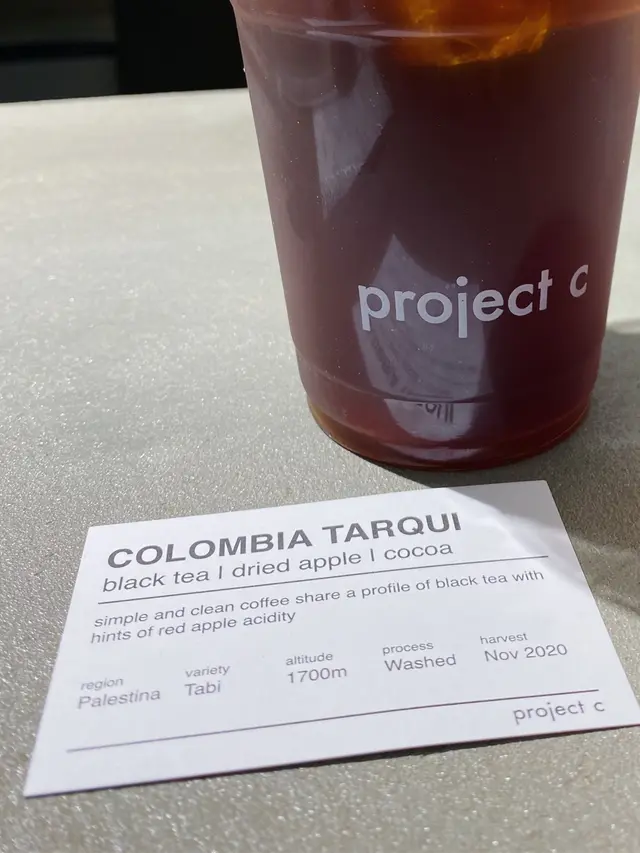 project c
COLOMBIA TARQUI
black tea | dried apple | cocoa
simple and clean coffee share a profile of black tea with
hints of red apple acidity
region variety altitude process harvest
Palestina Tabi 1700m Washed Nov 2020
project c